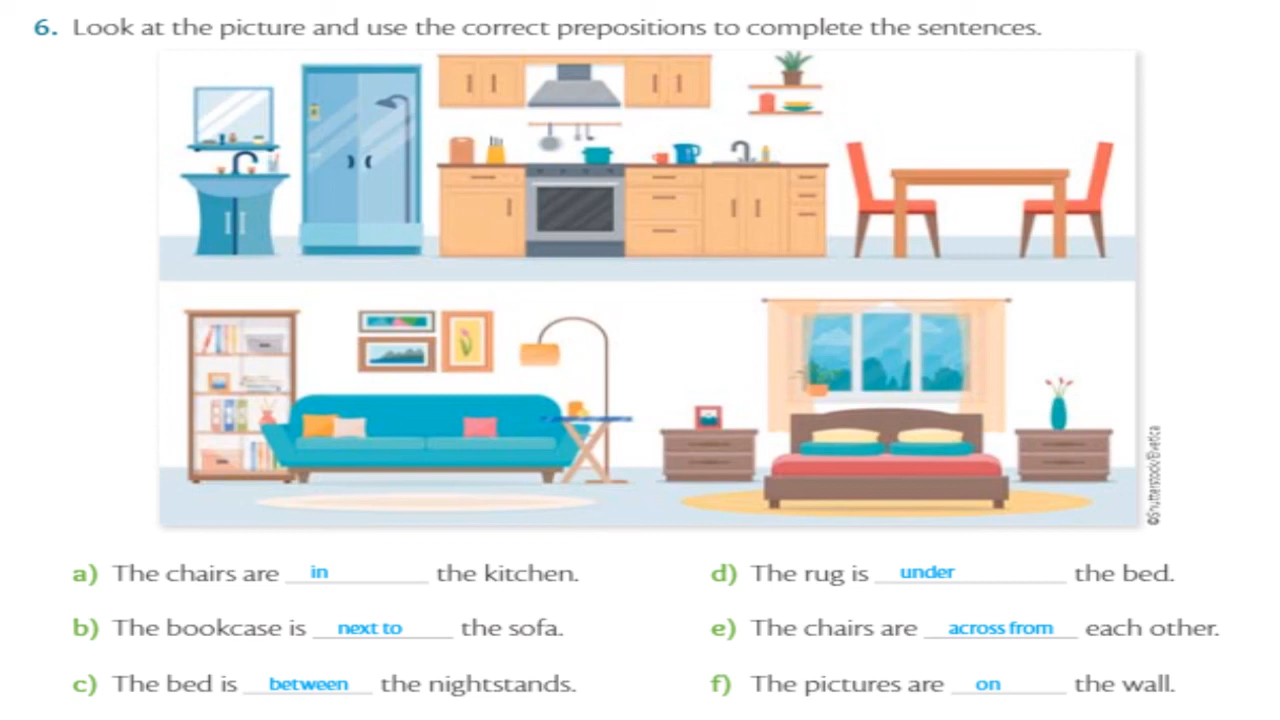 6. Look at the picture and use the correct prepositions to complete the sentences.
©Shutterstock/Elvetica
a) The chairs are in the kitchen.
b) The bookcase is next to the sofa.
c) The bed is between the nightstands.
d) The rug is under the bed.
e) The chairs are across from each other.
f) The pictures are on the wall.